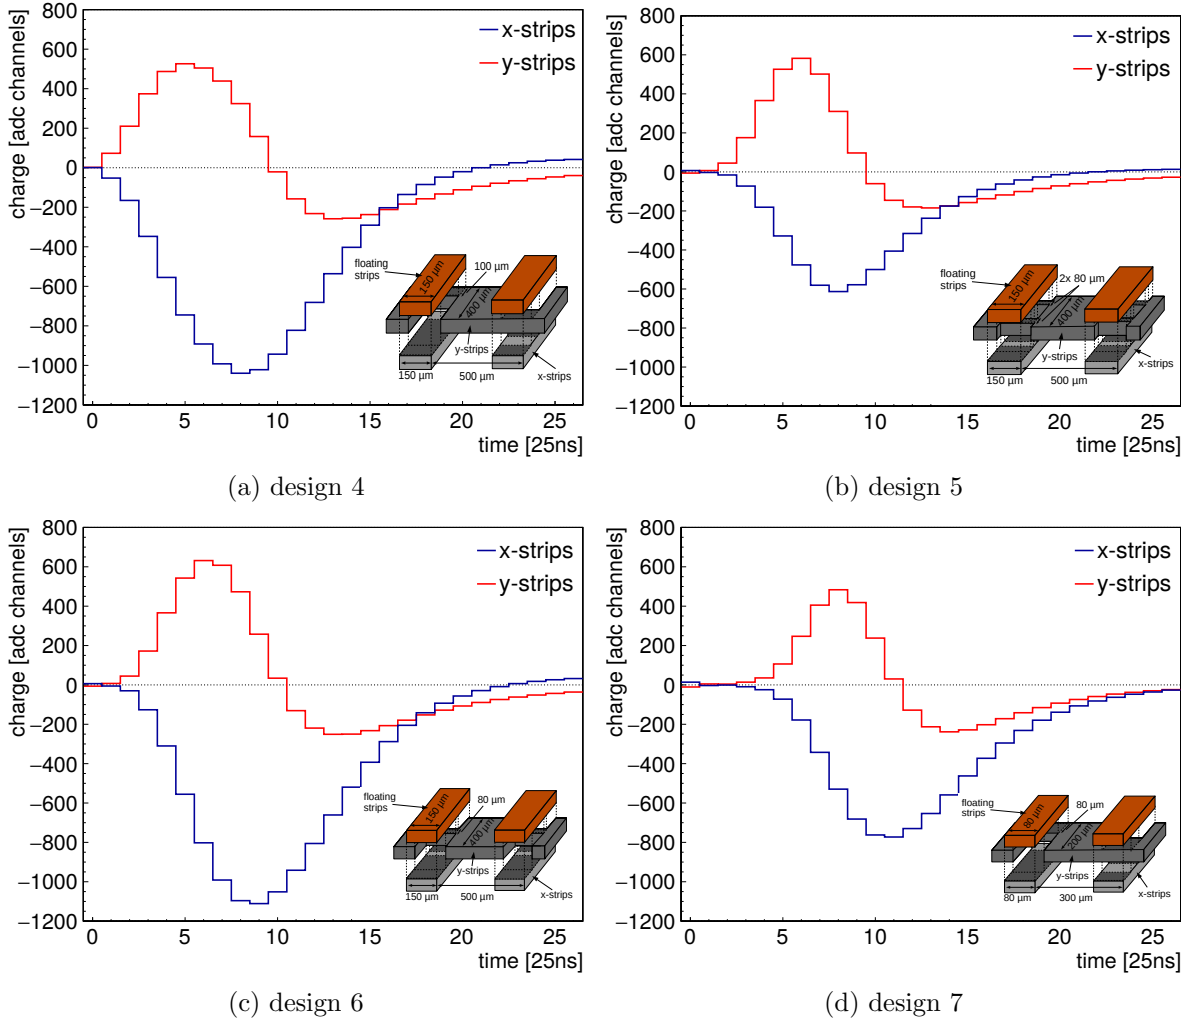 charge [adc channels]
800
600
400
200
0
−200
−400
−600
−800
−1000
−1200
x-strips
y-strips
floating
strips
150 µm
100 µm
400 µm
y-strips
x-strips
150 µm
500 µm
0 5 10 15 20 25
time [25ns]
(a) design 4
charge [adc channels]
800
600
400
200
0
−200
−400
−600
−800
−1000
−1200
x-strips
y-strips
floating
strips
150 µm
2x 80 µm
400 µm
y-strips
x-strips
150 µm
500 µm
0 5 10 15 20 25
time [25ns]
(b) design 5
charge [adc channels]
800
600
400
200
0
−200
−400
−600
−800
−1000
−1200
x-strips
y-strips
floating
strips
150 µm
80 µm
400 µm
y-strips
x-strips
150 µm
500 µm
0 5 10 15 20 25
time [25ns]
(c) design 6
charge [adc channels]
800
600
400
200
0
−200
−400
−600
−800
−1000
−1200
x-strips
y-strips
floating
strips
80 µm
80 µm
200 µm
y-strips
x-strips
80 µm
300 µm
0 5 10 15 20 25
time [25ns]
(d) design 7